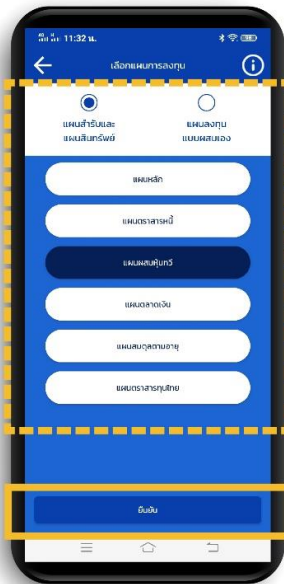 11:32 น.
เลือกแผนการลงทุน
แผนสำรับและ
แผนสินทรัพย์
แผนลงทุน
แบบผสมเอง
แผนหลัก
แผนตราสารหนี้
แผนผสมหุ้นทวี
แผนตลาดเงิน
แผนสมดุลตามอายุ
แผนตราสารทุนไทย
ยืนยัน